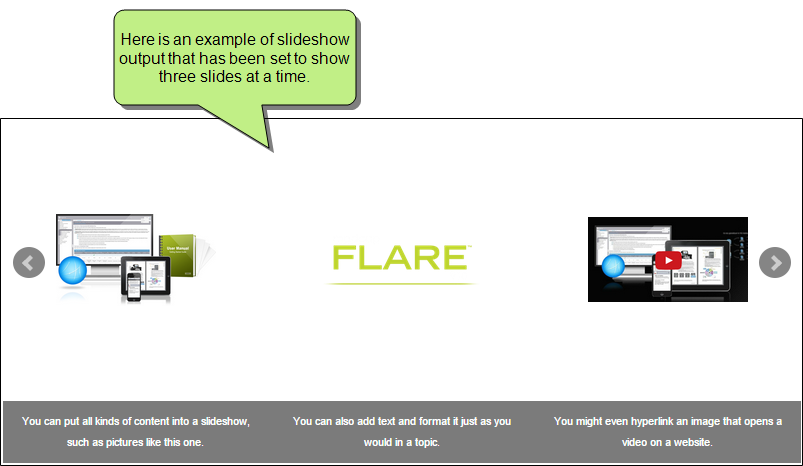 Here is an example of slideshow
output that has been set to show
three slides at a time.
User Manual
FLARE™
You can put all kinds of content into a slideshow,
such as pictures like this one.
You can also add text and format it just as you
would in a topic.
You might even hyperlink an image that opens a
video on a website.